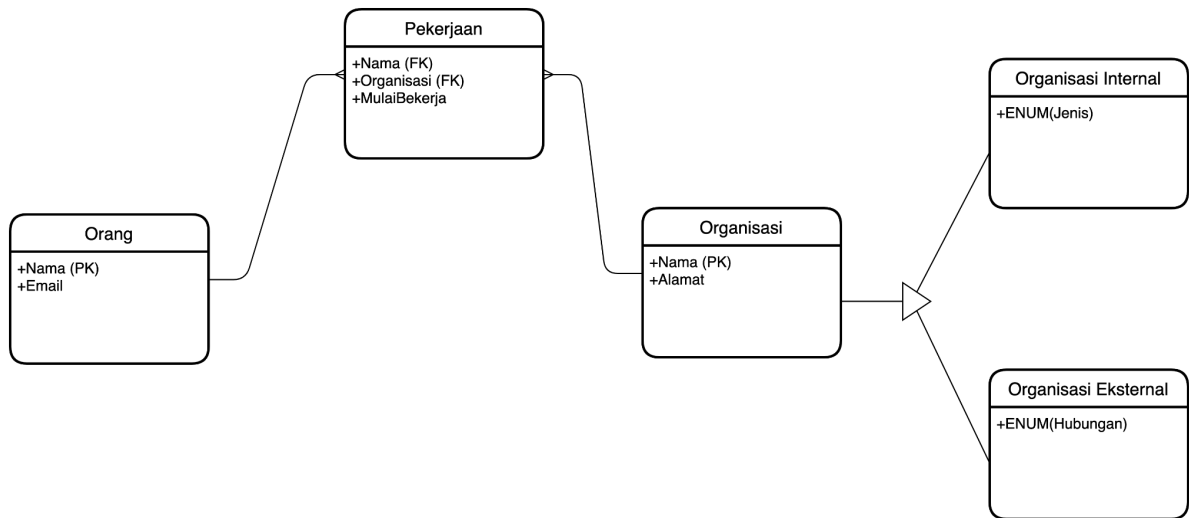 Pekerjaan
+Nama (FK)
+Organisasi (FK)
+MulaiBekerja
Orang
+Nama (PK)
+Email
Organisasi
+Nama (PK)
+Alamat
Organisasi Internal
+ENUM(Jenis)
Organisasi Eksternal
+ENUM(Hubungan)